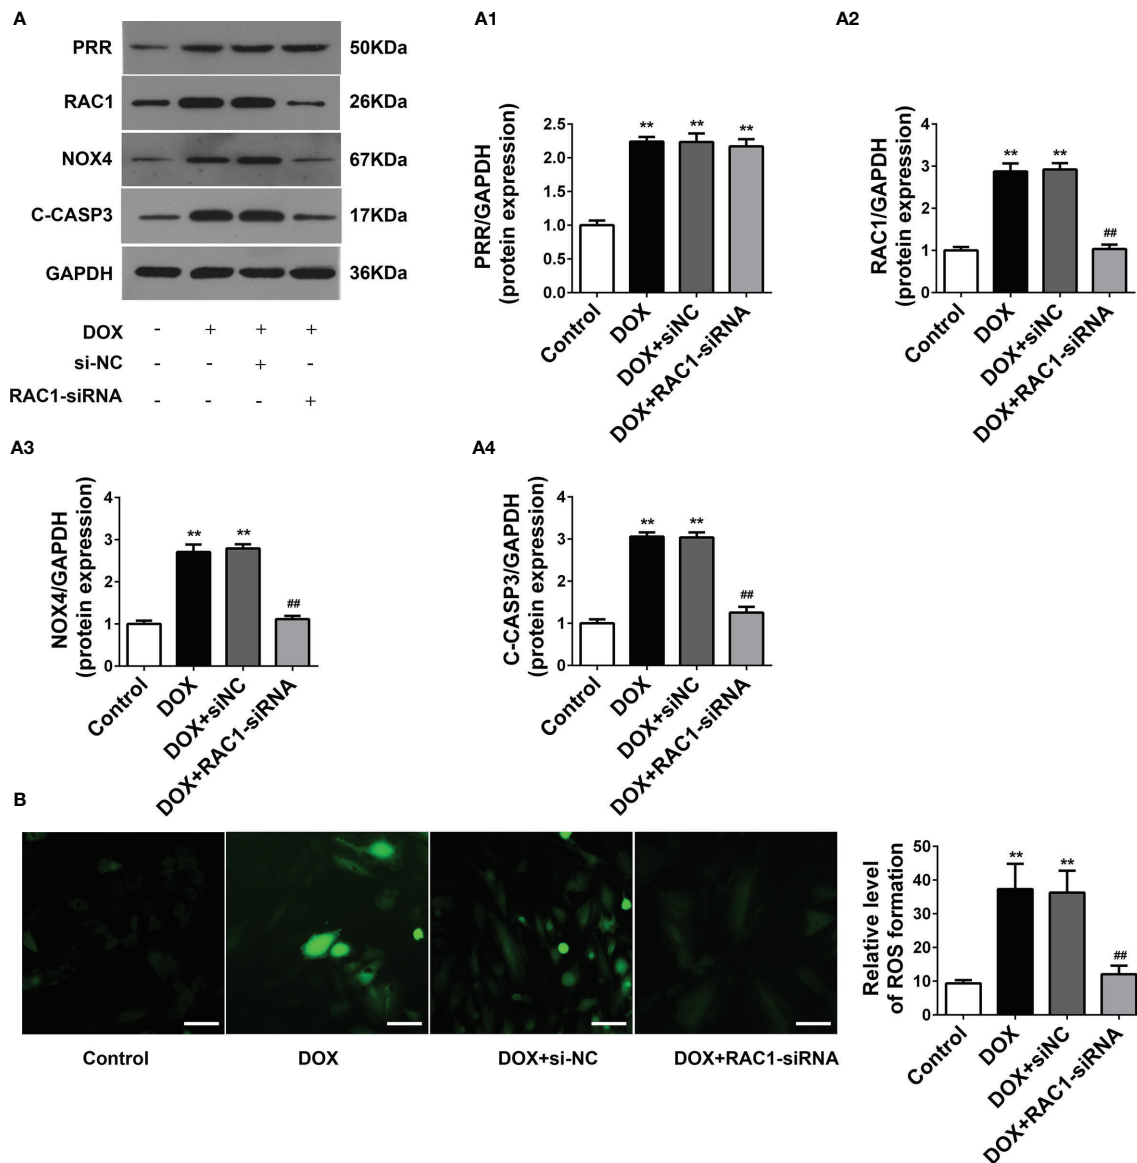 A
PRR 50KDa
RAC1 26KDa
NOX4 67KDa
C-CASP3 17KDa
GAPDH 36KDa
DOX - + + +
si-NC - - + -
RAC1-siRNA - - - +
A1
PRR/GAPDH
(protein expression)
2.5
2.0
1.5
1.0
0.5
0.0
** ** **
Control
DOX
DOX+siNC
DOX+RAC1-siRNA
A2
RAC1/GAPDH
(protein expression)
4
3
2
1
0
** ** ##
Control
DOX
DOX+siNC
DOX+RAC1-siRNA
A3
NOX4/GAPDH
(protein expression)
4
3
2
1
0
** ** ##
Control
DOX
DOX+siNC
DOX+RAC1-siRNA
A4
C-CASP3/GAPDH
(protein expression)
4
3
2
1
0
** ** ##
Control
DOX
DOX+siNC
DOX+RAC1-siRNA
B
Control DOX DOX+si-NC DOX+RAC1-siRNA
Relative level
of ROS formation
50
40
30
20
10
0
** ** ##
Control
DOX
DOX+siNC
DOX+RAC1-siRNA